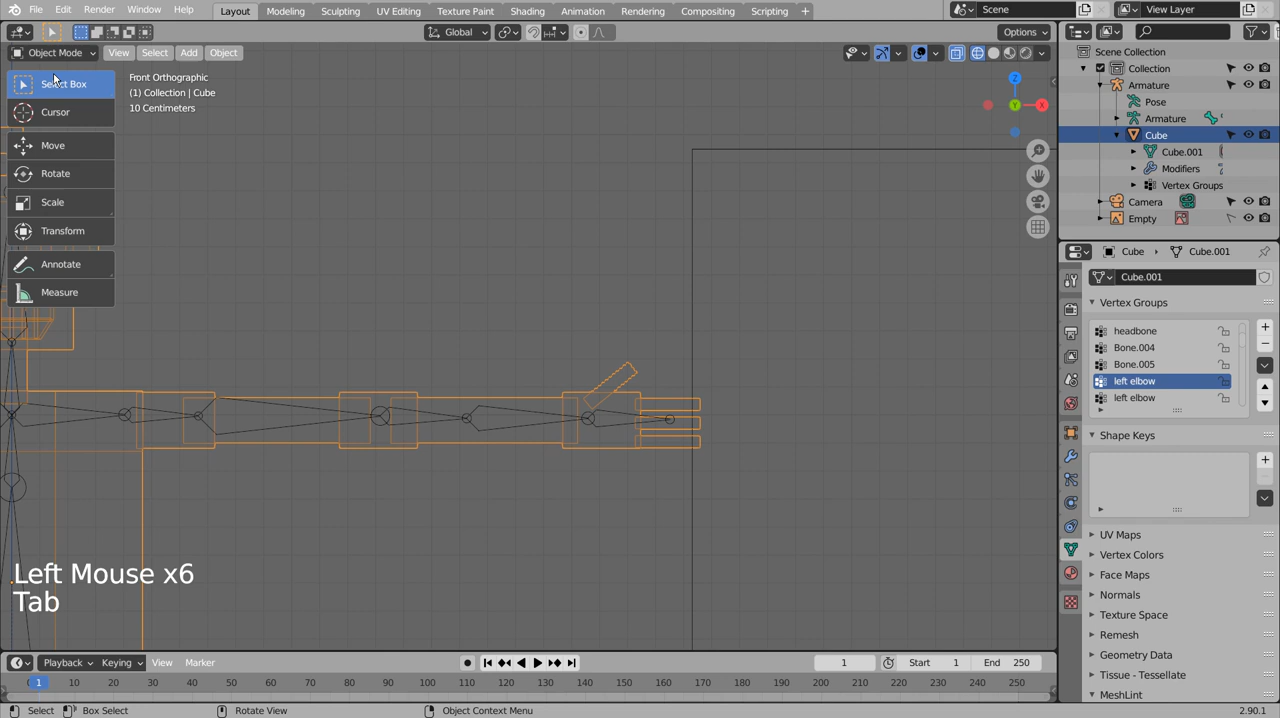 File Edit Render Window Help Layout Modeling Sculpting UV Editing Texture Paint Shading Animation Rendering Compositing Scripting Scene View Layer
Global Options
Object Mode View Select Add Object
Select Box
Cursor
Move
Rotate
Scale
Transform
Annotate
Measure
Front Orthographic
(1) Collection | Cube
10 Centimeters
Z
Y
X
Left Mouse x6
Tab
Scene Collection
Collection
Armature
Pose
Armature
Cube
Cube.001
Modifiers
Vertex Groups
Camera
Empty
Cube Cube.001
Cube.001
Vertex Groups
headbone
Bone.004
Bone.005
left elbow
left elbow
Shape Keys
UV Maps
Vertex Colors
Face Maps
Normals
Texture Space
Remesh
Geometry Data
Tissue - Tessellate
MeshLint
Playback Keying View Marker 1 Start 1 End 250
1 10 20 30 40 50 60 70 80 90 100 110 120 130 140 150 160 170 180 190 200 210 220 230 240 250
Select Box Select Rotate View Object Context Menu 2.90.1